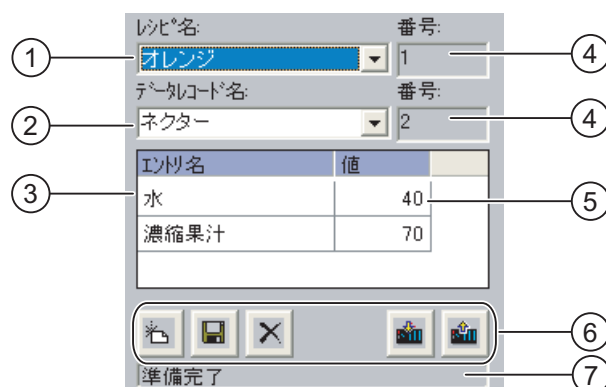 ﾚｼﾋﾟ名: 番号:
① オレンジ 1 ④
ﾃﾞｰﾀﾚｺｰﾄﾞ名: 番号:
② ネクター 2 ④
ｴﾝﾄﾘ名 値
③ 水 40 ⑤
濃縮果汁 70
⑥
準備完了 ⑦